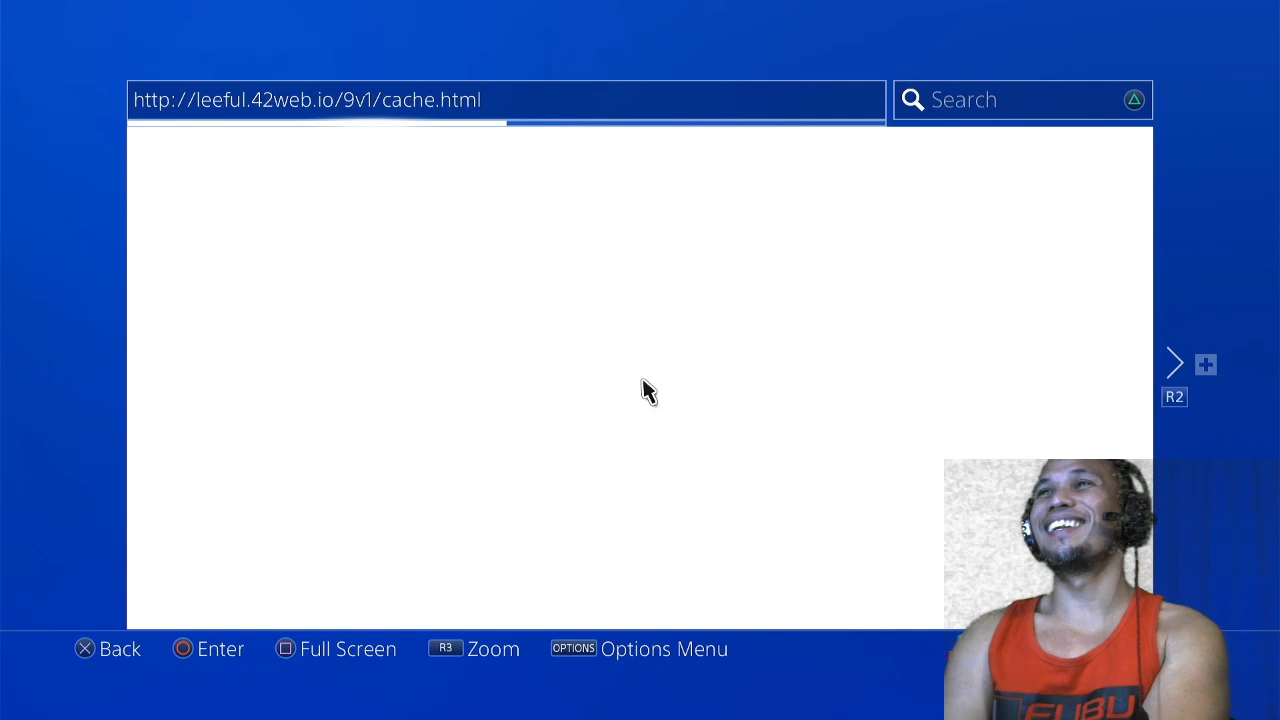 http://leeful.42web.io/9v1/cache.html
Search
R2
Back
Enter
Full Screen
R3 Zoom
OPTIONS Options Menu
FUBU